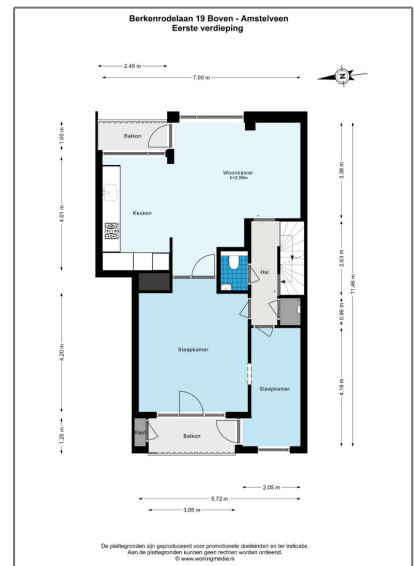 Berkenrodelaan 19 Boven - Amstelveen
Eerste verdieping
2.45 m
7.00 m
N
1.00 m
Balkon
Woonkamer
h=2.59m
3.38 m
4.01 m
Keuken
2.63 m
11.46 m
Hal
0.96 m
4.20 m
Slaapkamer
Slaapkamer
4.19 m
1.25 m
Kast
Balkon
2.05 m
5.72 m
3.05 m
De plattegronden zijn geproduceerd voor promotionele doeleinden en ter indicatie.
Aan de plattegronden kunnen geen rechten worden ontleend.
© www.woningmedia.nl